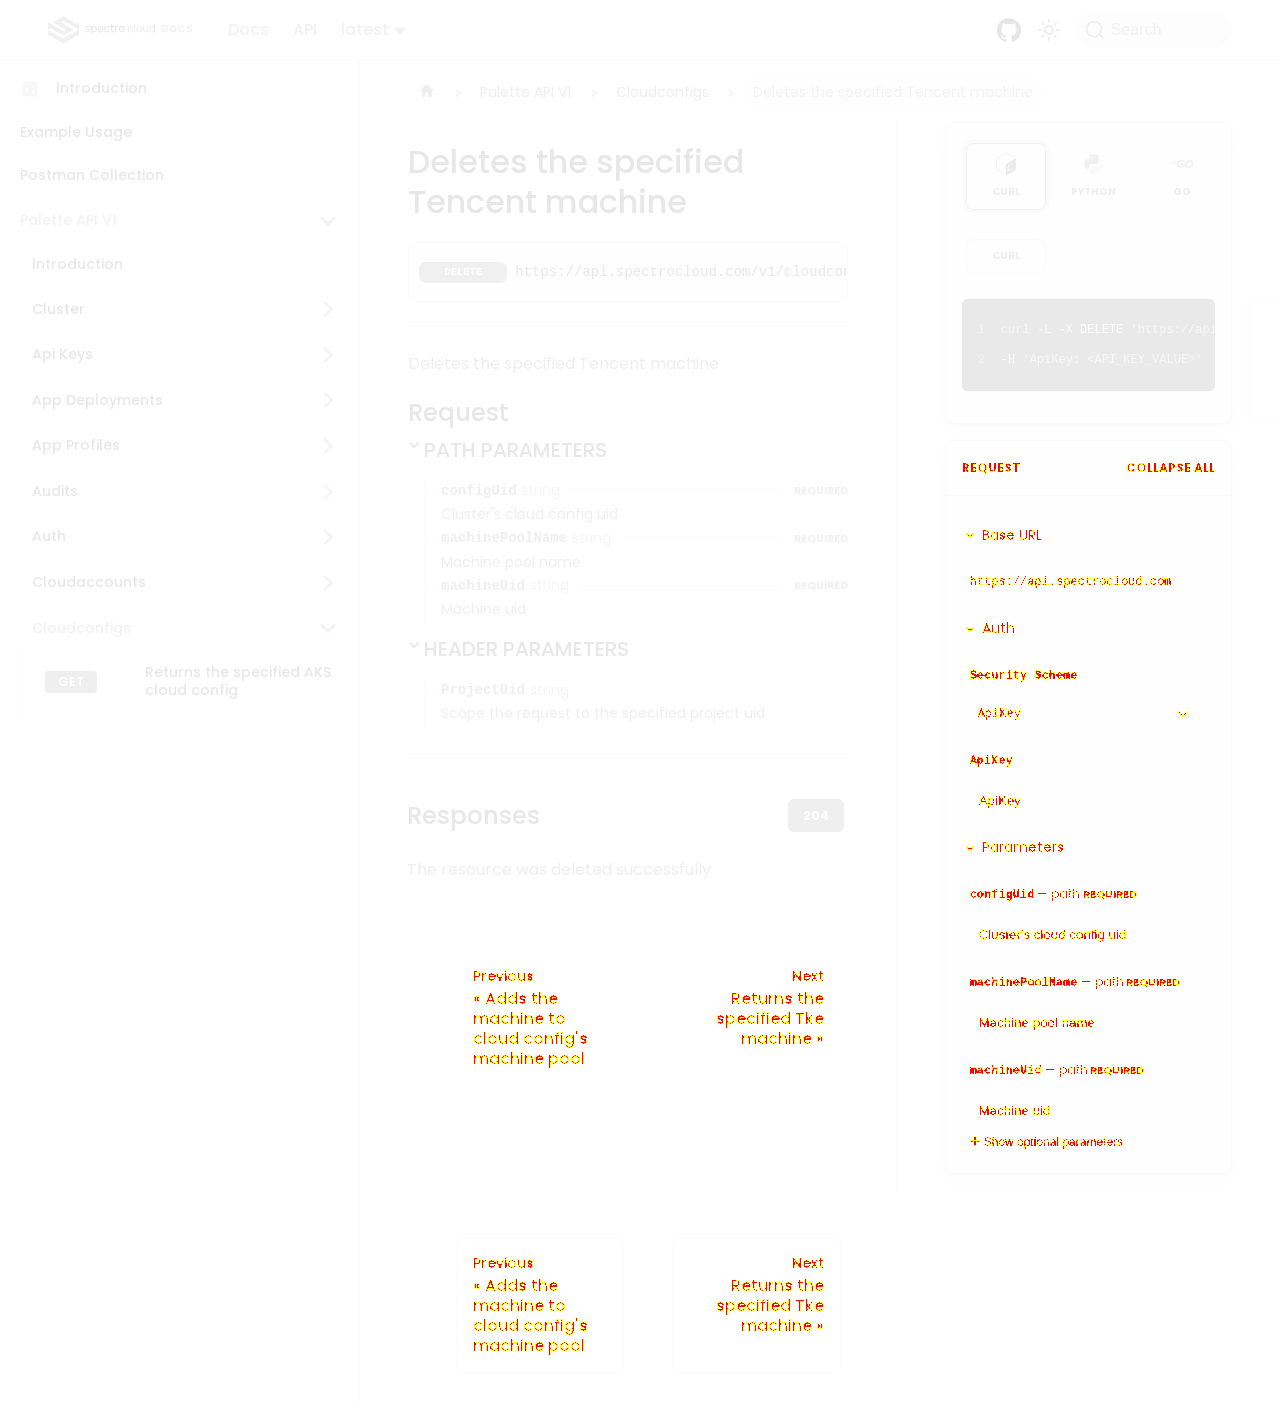 spectro cloud DOCS
Docs API latest
Search
Introduction
Example Usage
Postman Collection
Palette API V1
Introduction
Cluster
Api Keys
App Deployments
App Profiles
Audits
Auth
Cloudaccounts
Cloudconfigs
GET Returns the specified AKS
cloud config
Palette API V1 Cloudconfigs Deletes the specified Tencent machine
Deletes the specified
Tencent machine
DELETE https://api.spectrocloud.com/v1/cloudcon
Deletes the specified Tencent machine
Request
PATH PARAMETERS
configUid string REQUIRED
Cluster's cloud config uid
machinePoolName string REQUIRED
Machine pool name
machineUid string REQUIRED
Machine uid
HEADER PARAMETERS
ProjectUid string
Scope the request to the specified project uid
Responses 204
The resource was deleted successfully
Previous
« Adds the
machine to
cloud config's
machine pool
Next
Returns the
specified Tke
machine »
Previous
« Adds the
machine to
cloud config's
machine pool
Next
Returns the
specified Tke
machine »
CURL PYTHON GO
CURL
1 curl -L -X DELETE 'https://api
2 -H 'ApiKey: <API_KEY_VALUE>'
REQUEST COLLAPSE ALL
Base URL
https://api.spectrocloud.com
Auth
Security Scheme
ApiKey
ApiKey
ApiKey
Parameters
configUid — path REQUIRED
Cluster's cloud config uid
machinePoolName — path REQUIRED
Machine pool name
machineUid — path REQUIRED
Machine uid
+ Show optional parameters